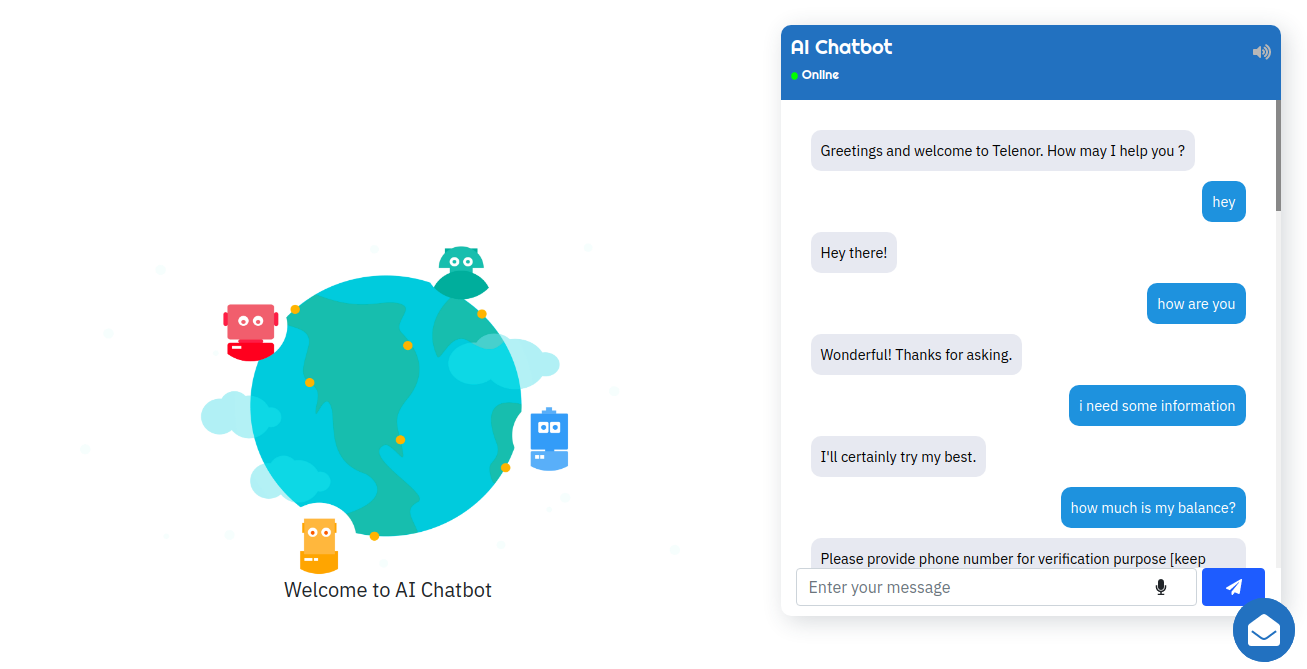 AI Chatbot
Online
Greetings and welcome to Telenor. How may I help you ?
hey
Hey there!
how are you
Wonderful! Thanks for asking.
i need some information
I'll certainly try my best.
how much is my balance?
Please provide phone number for verification purpose [keep
Enter your message
Welcome to AI Chatbot